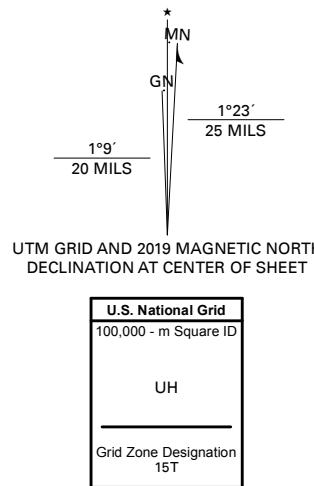 ★
MN
GN
1°23´
25 MILS
1°9´
20 MILS
UTM GRID AND 2019 MAGNETIC NORTH
DECLINATION AT CENTER OF SHEET
U.S. National Grid
100,000 - m Square ID
UH
Grid Zone Designation
15T